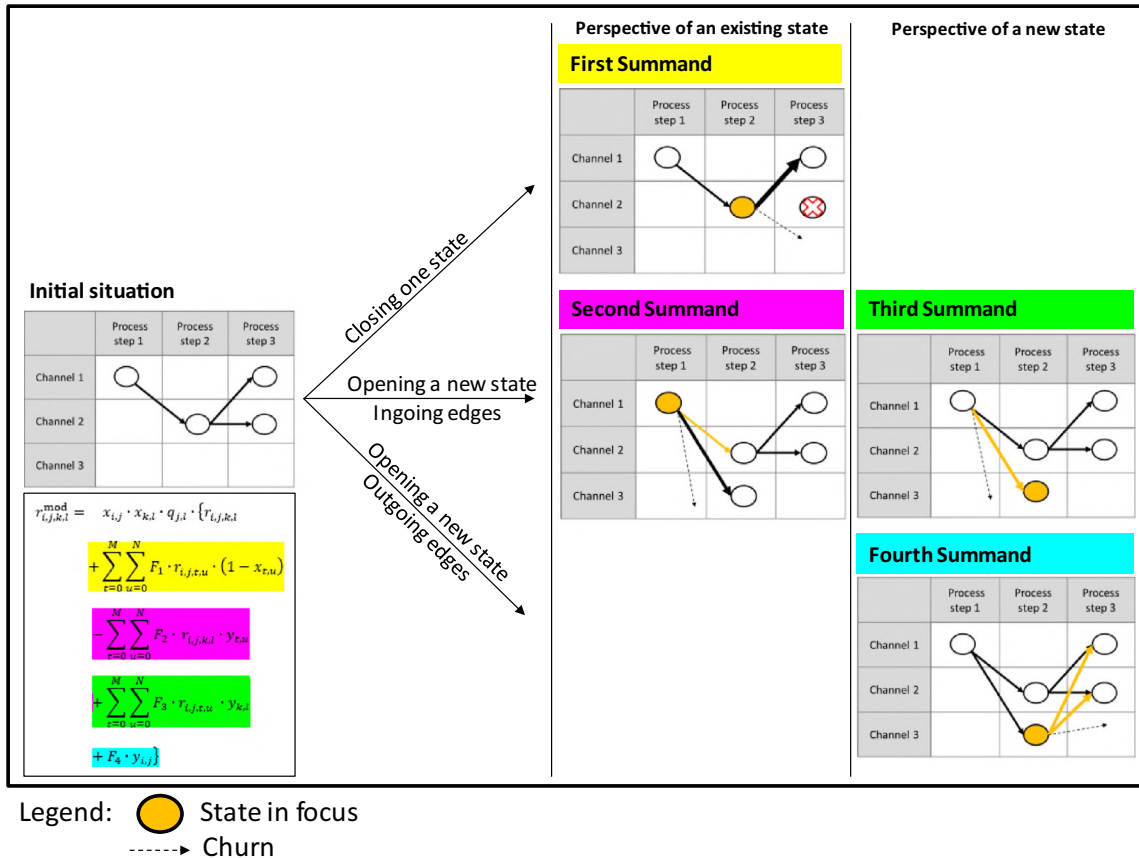 Perspective of an existing state
Perspective of a new state
First Summand
Process step 1
Process step 2
Process step 3
Channel 1
Channel 2
Channel 3
Closing one state
Initial situation
Process step 1
Process step 2
Process step 3
Channel 1
Channel 2
Channel 3
Opening a new state
Ingoing edges
Opening a new state
Outgoing edges
Second Summand
Process step 1
Process step 2
Process step 3
Channel 1
Channel 2
Channel 3
Third Summand
Process step 1
Process step 2
Process step 3
Channel 1
Channel 2
Channel 3
Fourth Summand
Process step 1
Process step 2
Process step 3
Channel 1
Channel 2
Channel 3
r_{i,j,k,l}^{mod} = x_{i,j} · x_{k,l} · q_{j,l} · {r_{i,j,k,l}
+ ∑_{t=0}^{M} ∑_{u=0}^{N} F_1 · r_{i,j,t,u} · (1 − x_{t,u})
− ∑_{t=0}^{M} ∑_{u=0}^{N} F_2 · r_{i,j,k,l} · y_{t,u}
+ ∑_{t=0}^{M} ∑_{u=0}^{N} F_3 · r_{i,j,t,u} · y_{k,l}
+ F_4 · y_{i,j}}
Legend: State in focus
Churn